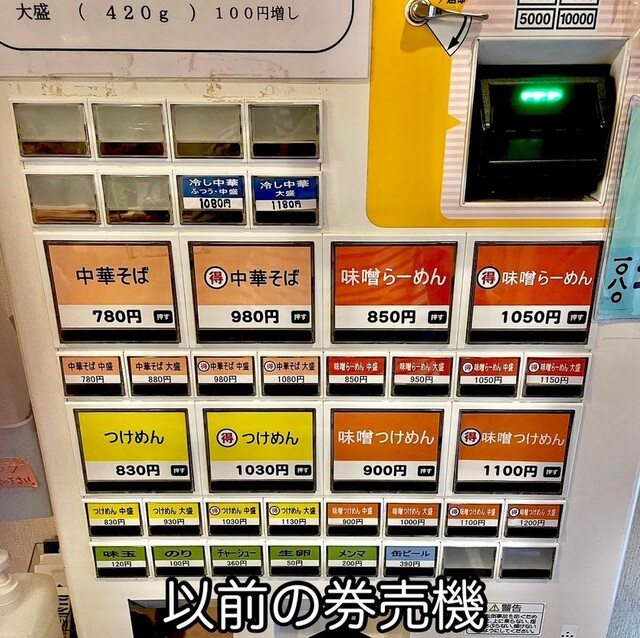 大盛 ( 420g ) 100円増し
5000 10000
冷し中華 ふつう・中盛 1080円
冷し中華 大盛 1180円
中華そば 780円 押す
得 中華そば 980円 押す
味噌らーめん 850円 押す
得 味噌らーめん 1050円 押す
中華そば 中盛 780円
中華そば 大盛 880円
得 中華そば 中盛 980円
得 中華そば 大盛 1080円
味噌らーめん 中盛 850円
味噌らーめん 大盛 950円
得 味噌らーめん 中盛 1050円
得 味噌らーめん 大盛 1150円
つけめん 830円 押す
得 つけめん 1030円 押す
味噌つけめん 900円 押す
得 味噌つけめん 1100円 押す
つけめん 中盛 830円
つけめん 大盛 930円
得 つけめん 中盛 1030円
得 つけめん 大盛 1130円
味噌つけめん 中盛 900円
味噌つけめん 大盛 1000円
得 味噌つけめん 中盛 1100円
得 味噌つけめん 大盛 1200円
味玉 120円
のり 100円
チャーシュー 360円
生卵 50円
メンマ 200円
缶ビール 390円
警告
以前の券売機